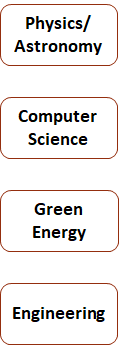 Physics/
Astronomy
Computer
Science
Green
Energy
Engineering